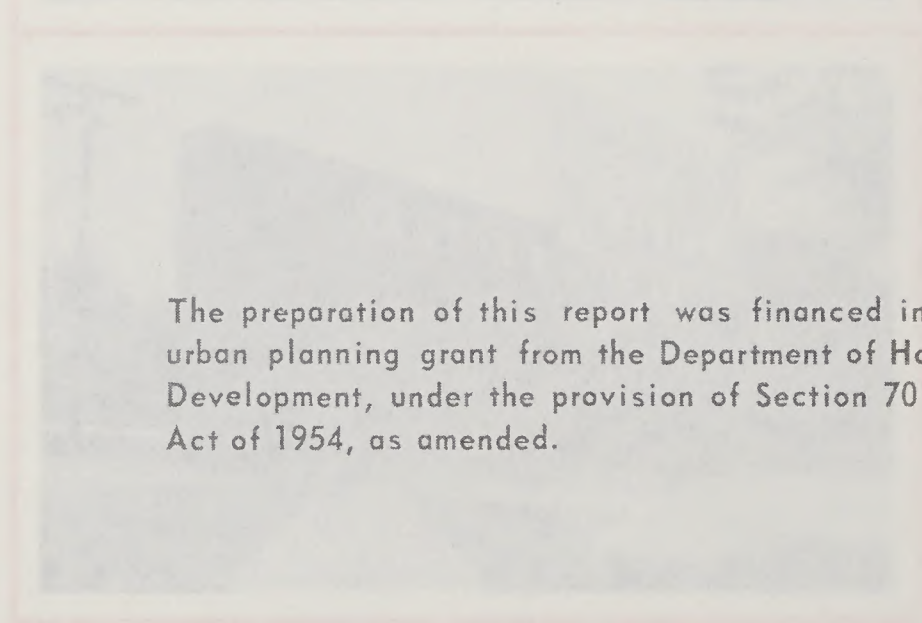 The preparation of this report was financed in
urban planning grant from the Department of Ho
Development, under the provision of Section 70
Act of 1954, as amended.